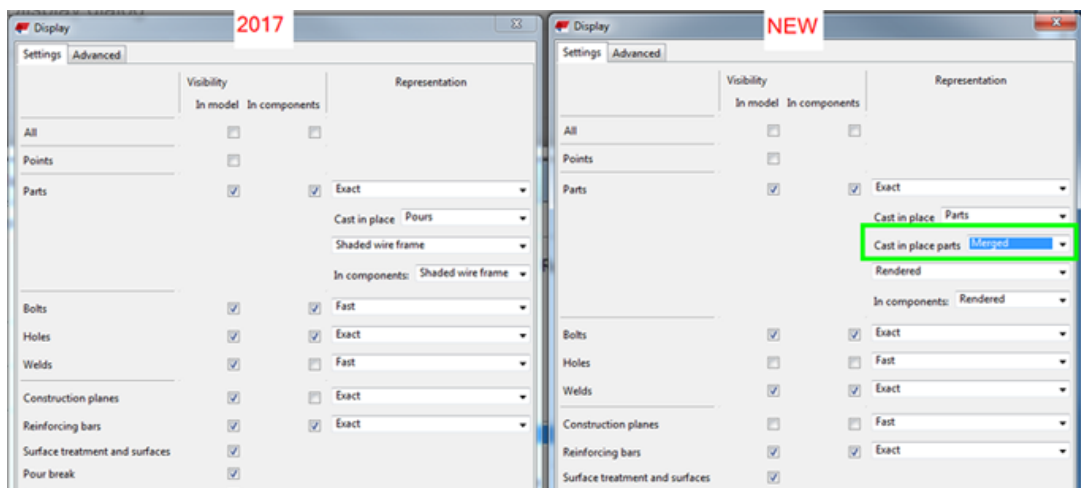 Display
2017
Settings Advanced
Visibility Representation
In model In components
All
Points
Parts Exact
Cast in place Pours
Shaded wire frame
In components: Shaded wire frame
Bolts Fast
Holes Exact
Welds Fast
Construction planes Exact
Reinforcing bars Exact
Surface treatment and surfaces
Pour break
Display
NEW
Settings Advanced
Visibility Representation
In model In components
All
Points
Parts Exact
Cast in place Parts
Cast in place parts Merged
Rendered
In components: Rendered
Bolts Exact
Holes Fast
Welds Exact
Construction planes Fast
Reinforcing bars Exact
Surface treatment and surfaces